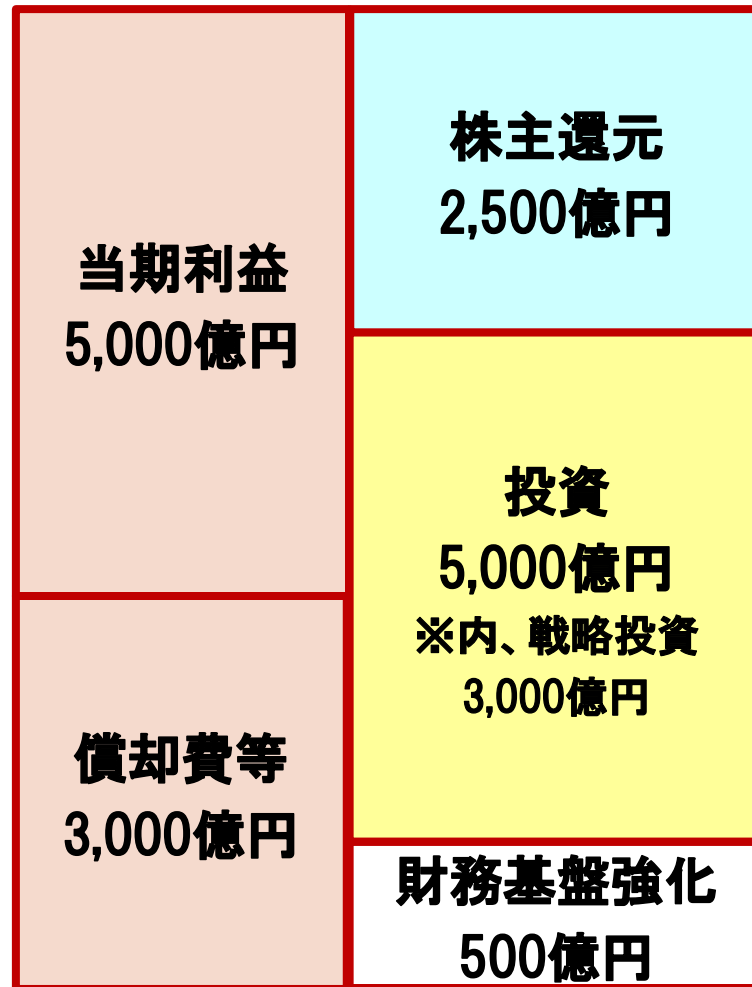 当期利益
5,000億円
償却費等
3,000億円
株主還元
2,500億円
投資
5,000億円
※内、戦略投資
3,000億円
財務基盤強化
500億円